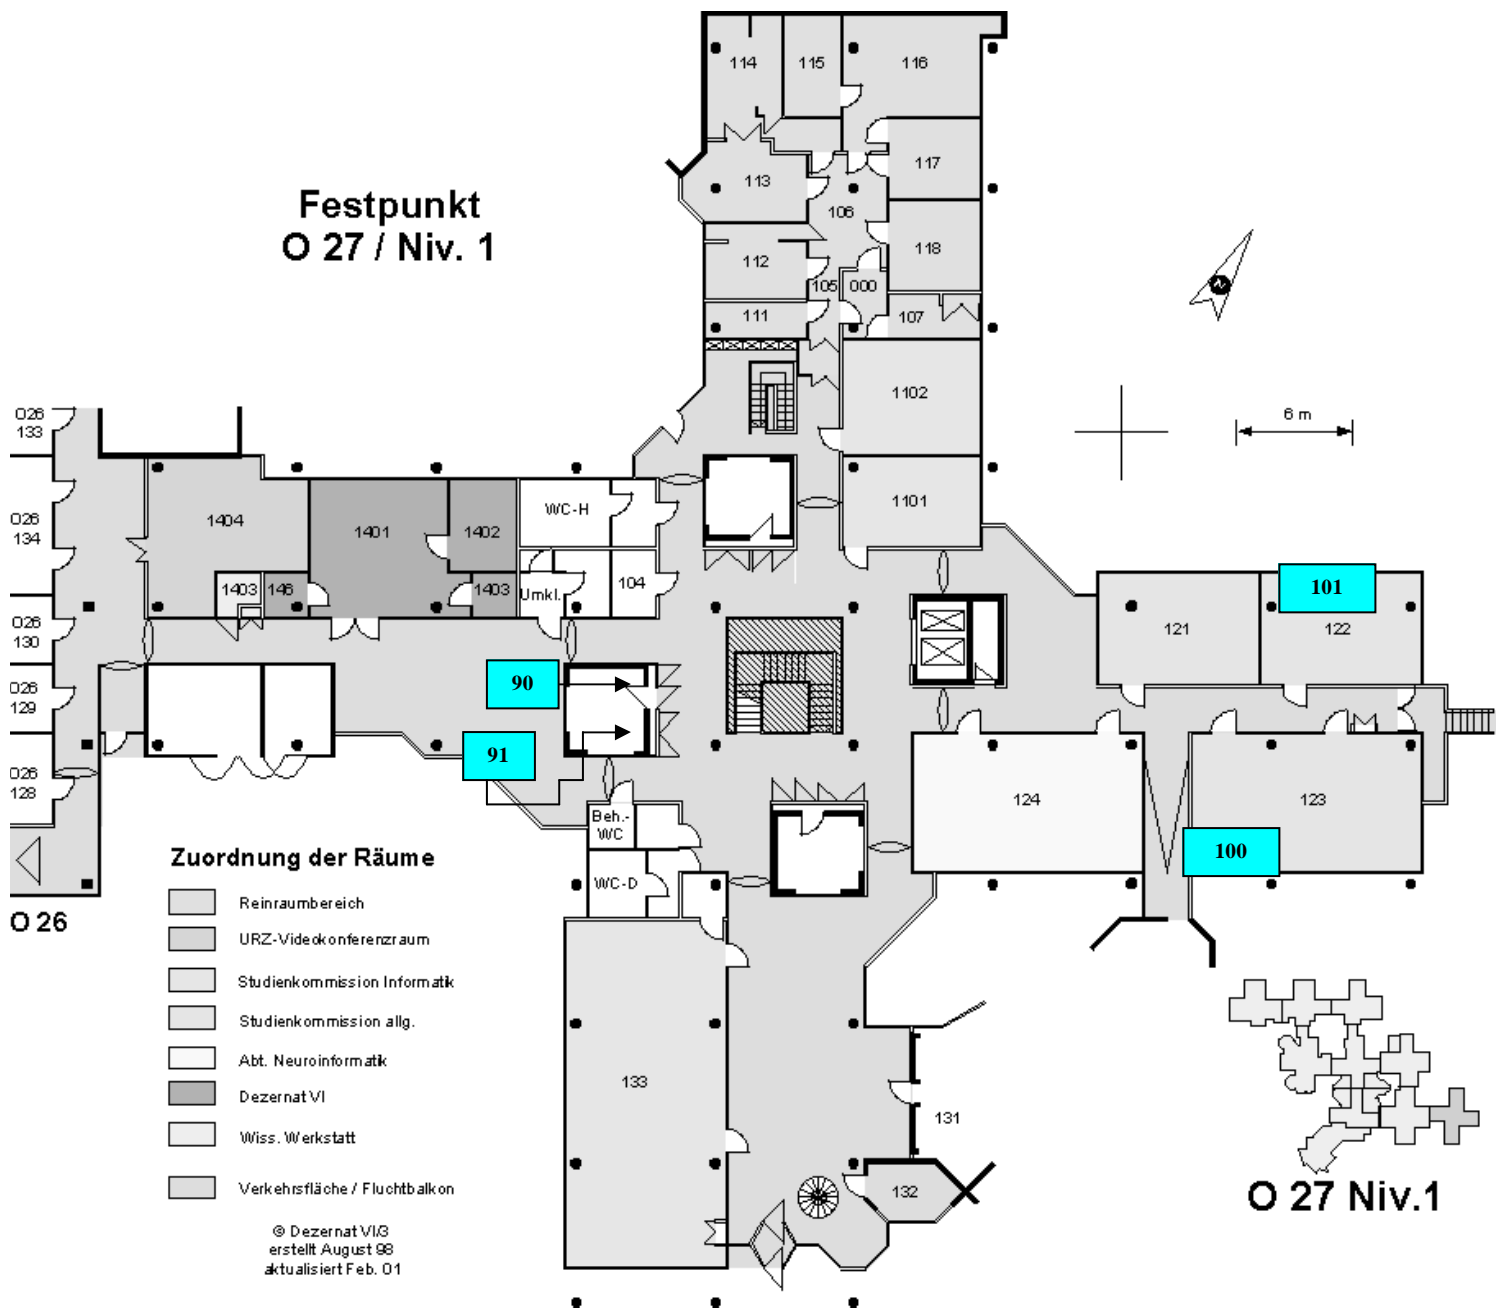 114
115
116
117
113
106
118
112
105
000
107
111
1102
1101
Festpunkt
O 27 / Niv. 1
N
6 m
O26
133
O26
134
O26
130
O26
129
O26
128
O 26
1404
1401
1402
WC-H
1403
146
1403
Umkl.
104
90
91
Beh.-
WC
WC-D
121
101
122
124
123
100
133
131
132
Zuordnung der Räume
Reinraumbereich
URZ-Videokonferenzraum
Studienkommission Informatik
Studienkommission allg.
Abt. Neuroinformatik
Dezernat VI
Wiss. Werkstatt
Verkehrsfläche / Fluchtbalkon
© Dezernat VI/3
erstellt August 98
aktualisiert Feb. 01
O 27 Niv.1